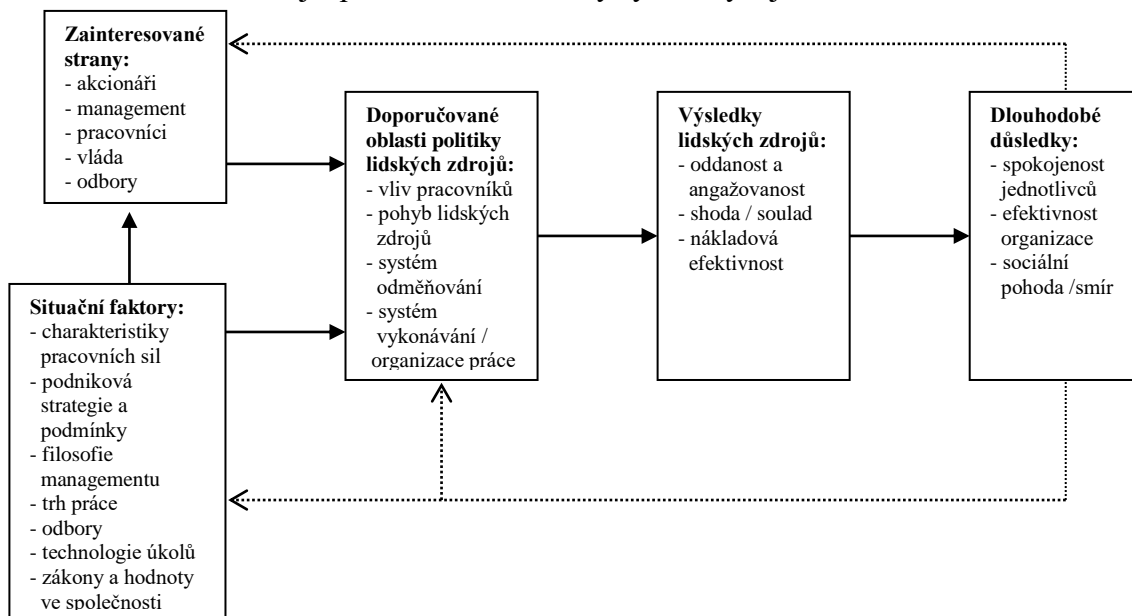 Zainteresované
strany:
- akcionáři
- management
- pracovníci
- vláda
- odbory
Situační faktory:
- charakteristiky
pracovních sil
- podniková
strategie a
podmínky
- filosofie
managementu
- trh práce
- odbory
- technologie úkolů
- zákony a hodnoty
ve společnosti
Doporučované
oblasti politiky
lidských zdrojů:
- vliv pracovníků
- pohyb lidských
zdrojů
- systém
odměňování
- systém
vykonávání /
organizace práce
Výsledky
lidských zdrojů:
- oddanost a
angažovanost
- shoda / soulad
- nákladová
efektivnost
Dlouhodobé
důsledky:
- spokojenost
jednotlivců
- efektivnost
organizace
- sociální
pohoda /smír